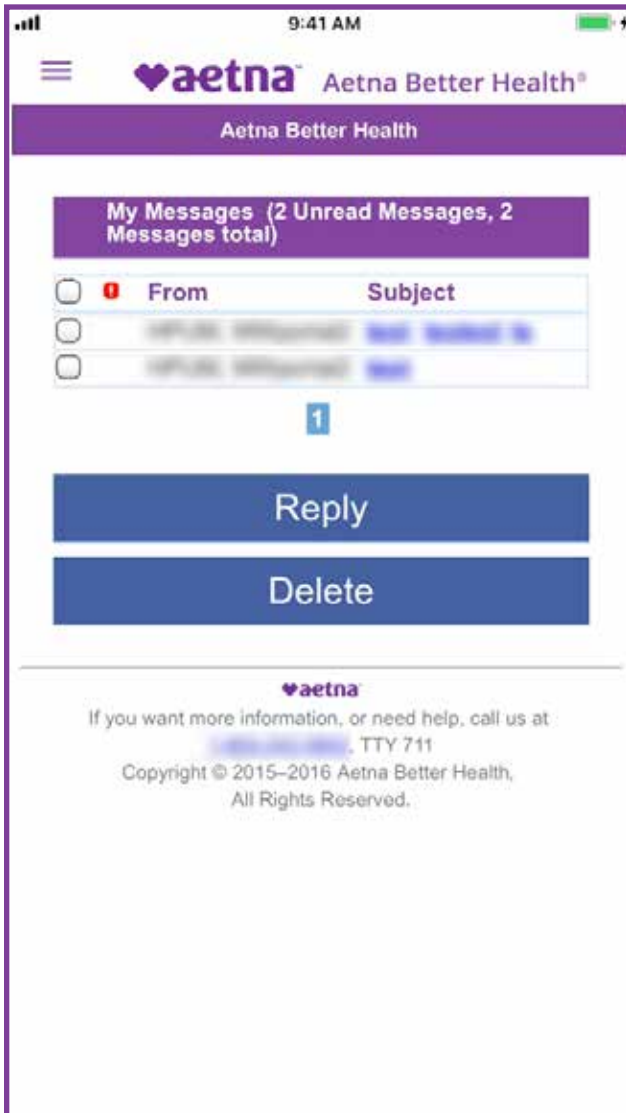 9:41 AM
aetna™ Aetna Better Health®
Aetna Better Health
My Messages (2 Unread Messages, 2
Messages total)
From Subject
1
Reply
Delete
aetna
If you want more information, or need help, call us at
, TTY 711
Copyright © 2015–2016 Aetna Better Health,
All Rights Reserved.